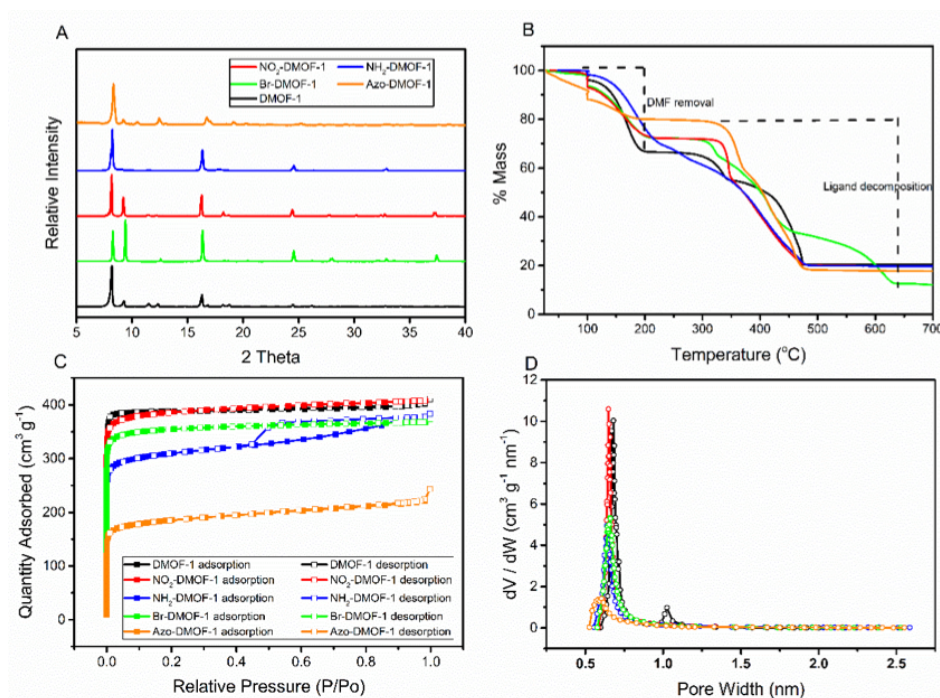 A
NO₂-DMOF-1 NH₂-DMOF-1
Br-DMOF-1 Azo-DMOF-1
DMOF-1
Relative Intensity
5 10 15 20 25 30 35 40
2 Theta
B
100
80
60
40
20
0
% Mass
DMF removal
Ligand decomposition
100 200 300 400 500 600 700
Temperature (°C)
C
400
300
200
100
0
Quantity Adsorbed (cm³ g⁻¹)
DMOF-1 adsorption DMOF-1 desorption
NO₂-DMOF-1 adsorption NO₂-DMOF-1 desorption
NH₂-DMOF-1 adsorption NH₂-DMOF-1 desorption
Br-DMOF-1 adsorption Br-DMOF-1 desorption
Azo-DMOF-1 adsorption Azo-DMOF-1 desorption
0.0 0.2 0.4 0.6 0.8 1.0
Relative Pressure (P/Po)
D
12
10
8
6
4
2
0
dV / dW (cm³ g⁻¹ nm⁻¹)
0.5 1.0 1.5 2.0 2.5
Pore Width (nm)